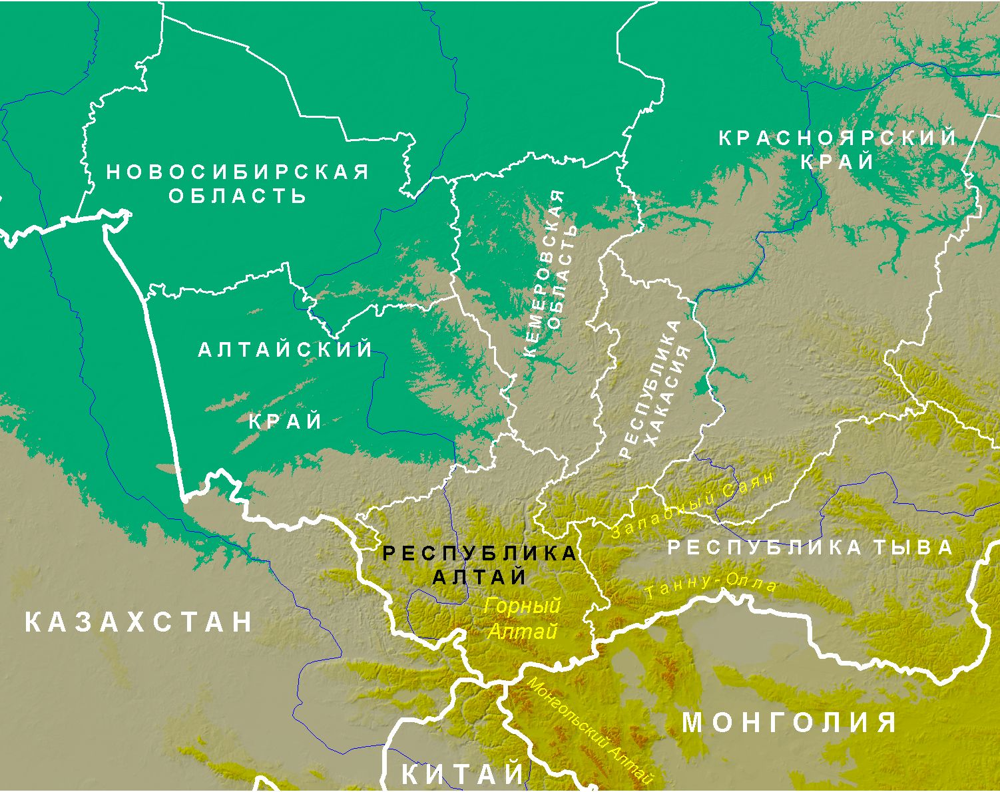 КРАСНОЯРСКИЙ
КРАЙ
НОВОСИБИРСКАЯ
ОБЛАСТЬ
КЕМЕРОВСКАЯ
ОБЛАСТЬ
АЛТАЙСКИЙ
КРАЙ
РЕСПУБЛИКА
ХАКАСИЯ
Западный Саян
РЕСПУБЛИКА ТЫВА
РЕСПУБЛИКА
АЛТАЙ
Танну-Олла
Горный
Алтай
КАЗАХСТАН
Монгольский Алтай
МОНГОЛИЯ
КИТАЙ